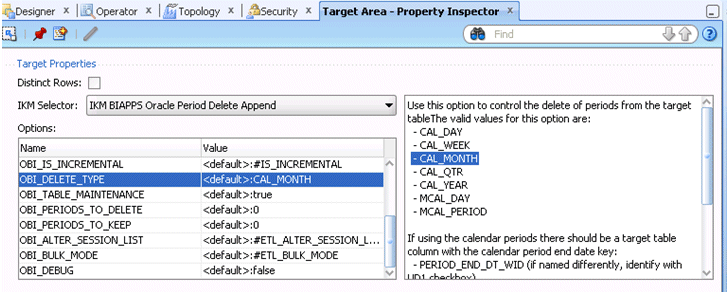 Designer x Operator x Topology x Security x Target Area - Property Inspector x
Find
Target Properties
Distinct Rows:
IKM Selector: IKM BIAPPS Oracle Period Delete Append
Options:
Name Value
OBI_IS_INCREMENTAL <default>:#IS_INCREMENTAL
OBI_DELETE_TYPE <default>:CAL_MONTH
OBI_TABLE_MAINTENANCE <default>:true
OBI_PERIODS_TO_DELETE <default>:0
OBI_PERIODS_TO_KEEP <default>:0
OBI_ALTER_SESSION_LIST <default>:#ETL_ALTER_SESSION_L...
OBI_BULK_MODE <default>:#ETL_BULK_MODE
OBI_DEBUG <default>:false
Use this option to control the delete of periods from the target
tableThe valid values for this option are:
- CAL_DAY
- CAL_WEEK
- CAL_MONTH
- CAL_QTR
- CAL_YEAR
- MCAL_DAY
- MCAL_PERIOD
If using the calendar periods there should be a target table
column with the calendar period end date key:
- PERIOD_END_DT_WID (if named differently, identify with
UD1 checkbox)